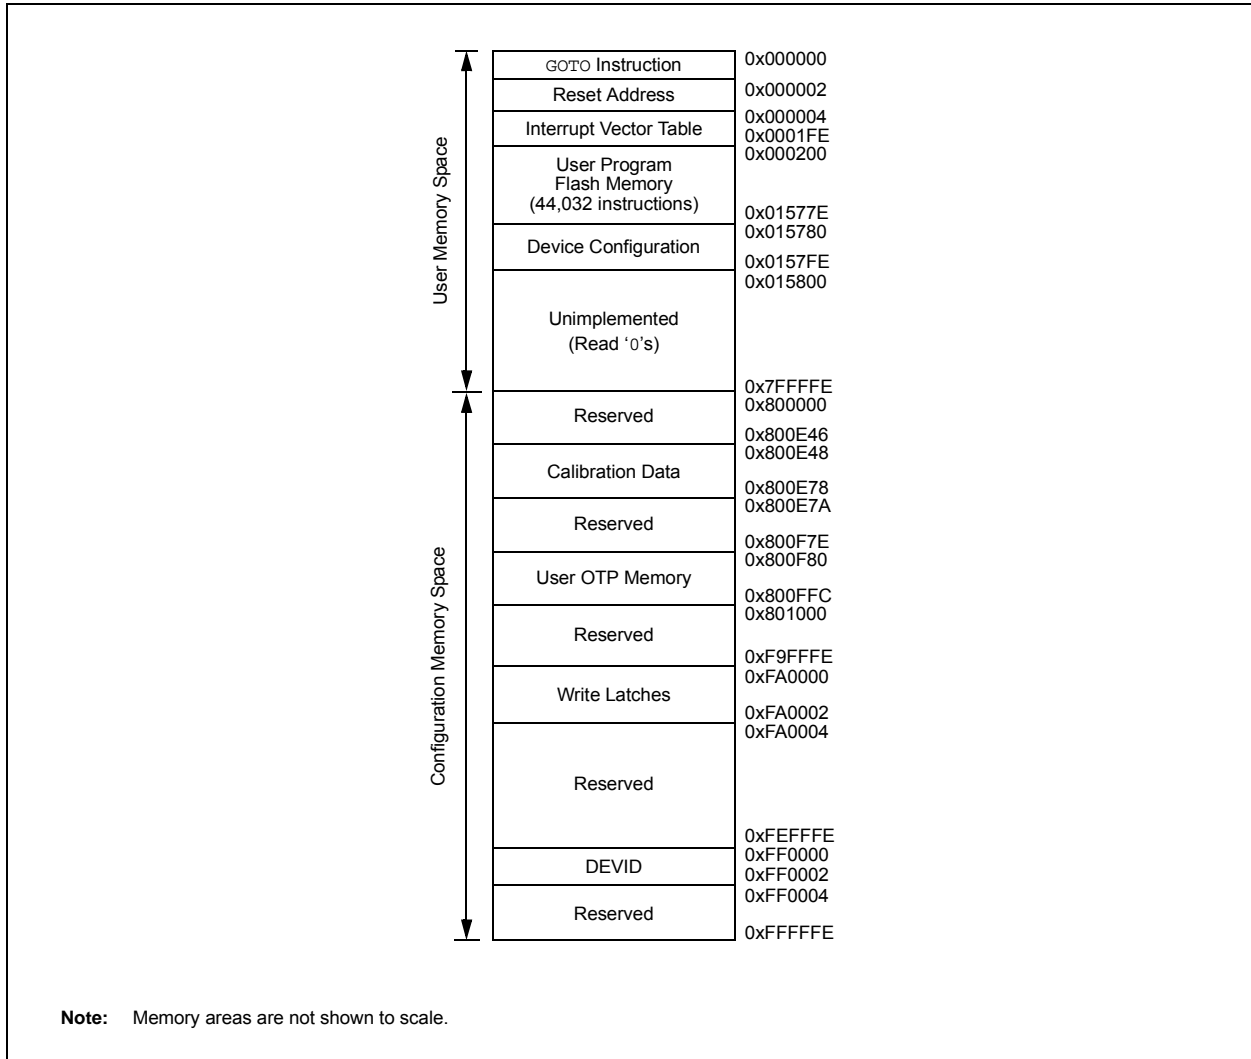 GOTO Instruction 0x000000
Reset Address 0x000002
0x000004
Interrupt Vector Table 0x0001FE
0x000200
User Program
Flash Memory
(44,032 instructions)
0x01577E
0x015780
Device Configuration
0x0157FE
0x015800
Unimplemented
(Read ‘0’s)
User Memory Space
0x7FFFFE
0x800000
Reserved
0x800E46
0x800E48
Calibration Data
0x800E78
0x800E7A
Reserved
0x800F7E
0x800F80
User OTP Memory
0x800FFC
0x801000
Reserved
0xF9FFFE
0xFA0000
Write Latches
0xFA0002
0xFA0004
Configuration Memory Space
Reserved
0xFEFFFE
0xFF0000
DEVID
0xFF0002
0xFF0004
Reserved
0xFFFFFE
Note: Memory areas are not shown to scale.